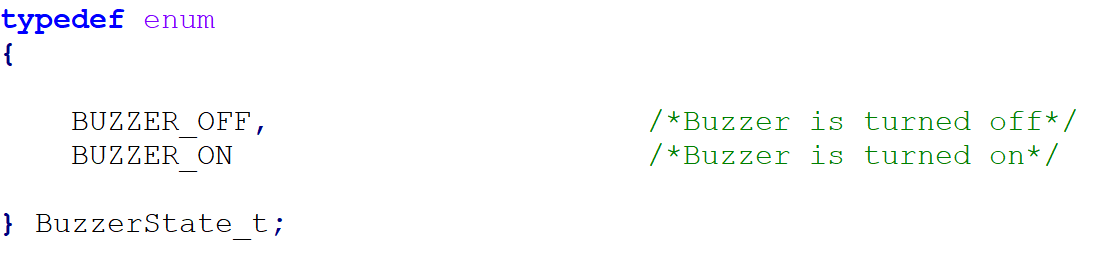 typedef enum
{
BUZZER_OFF, /*Buzzer is turned off*/
BUZZER_ON /*Buzzer is turned on*/
} BuzzerState_t;